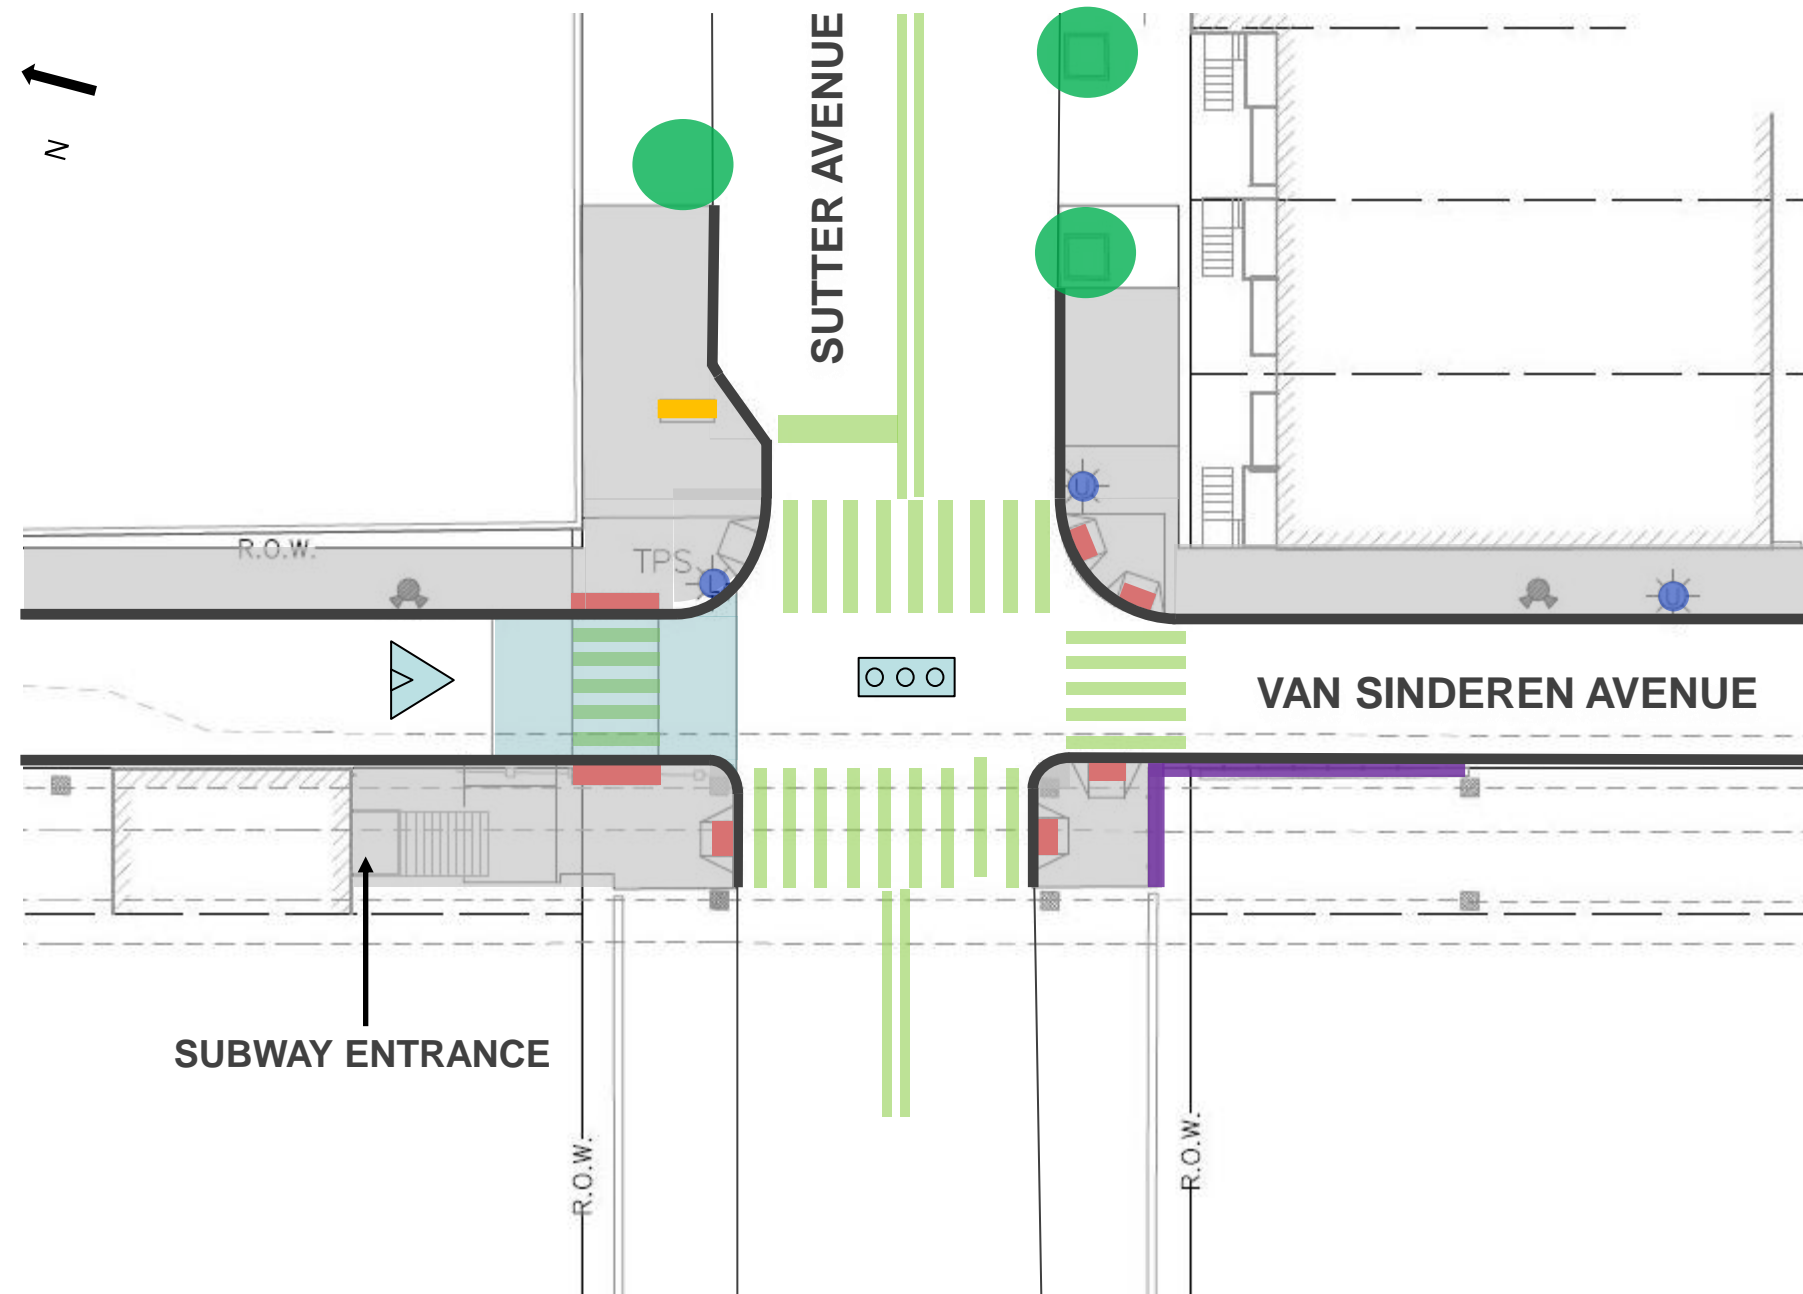 SUTTER AVENUE
N
R.O.W.
TPS
U
L
U
VAN SINDEREN AVENUE
SUBWAY ENTRANCE
R.O.W.
R.O.W.